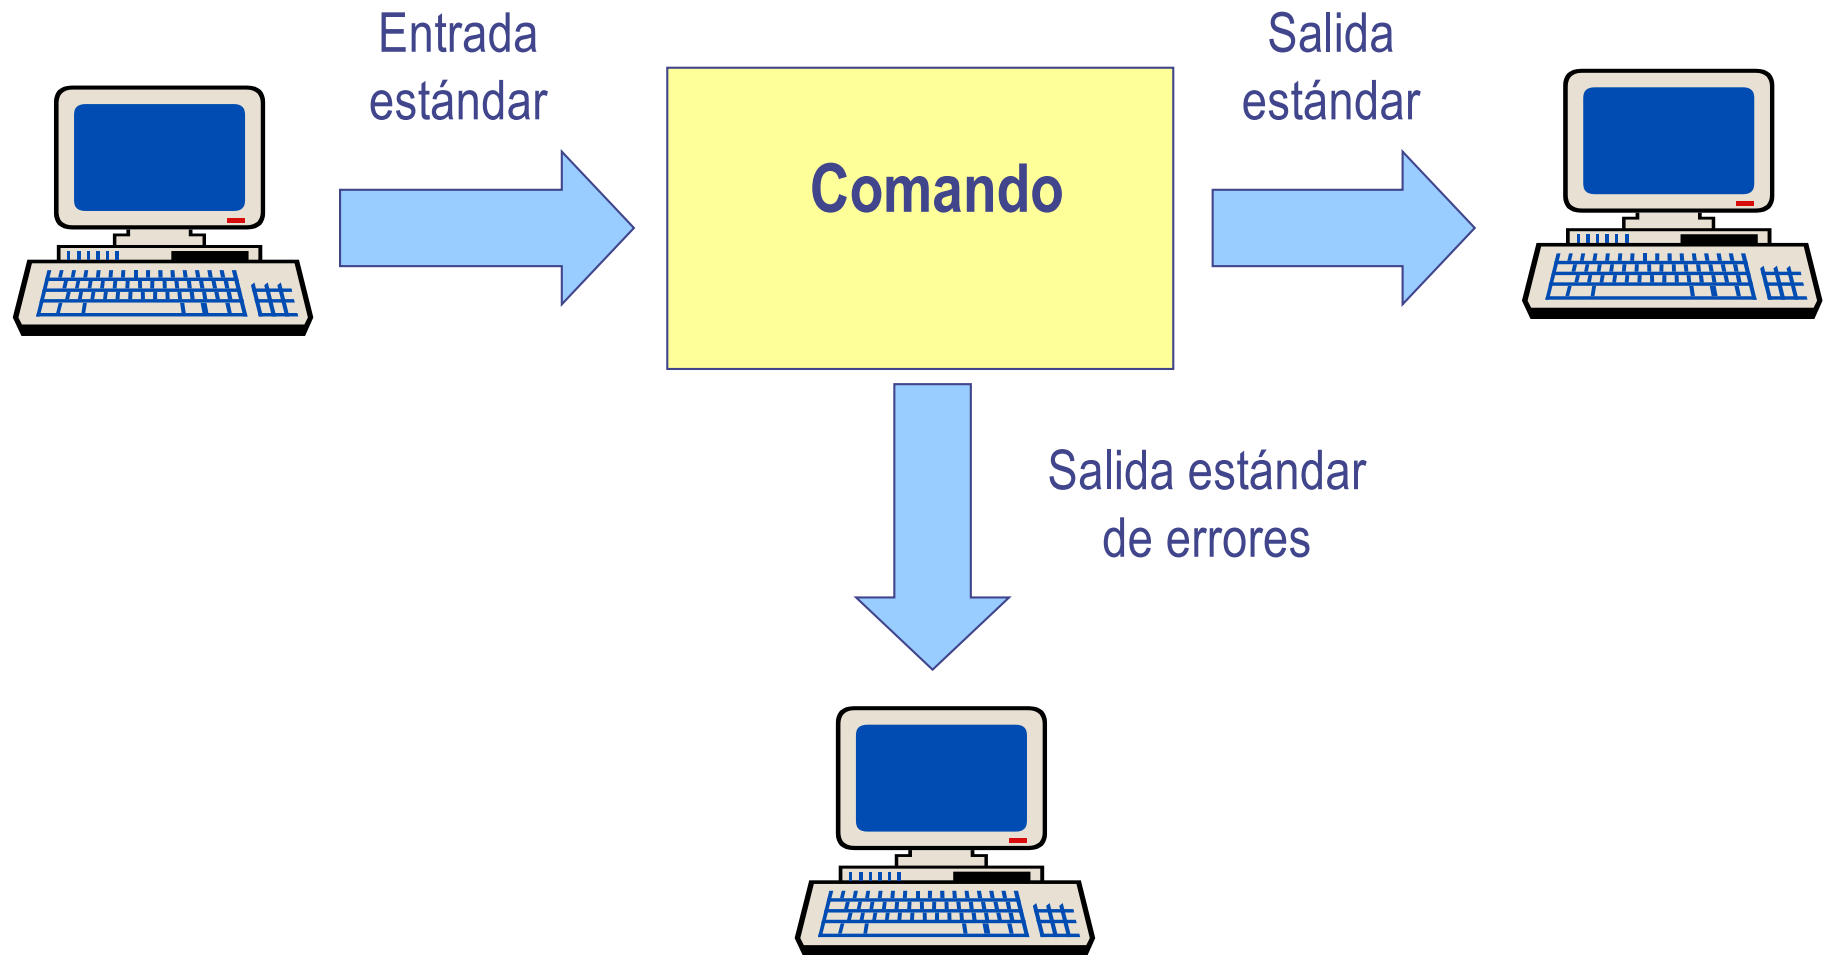 Entrada
estándar
Comando
Salida
estándar
Salida estándar
de errores